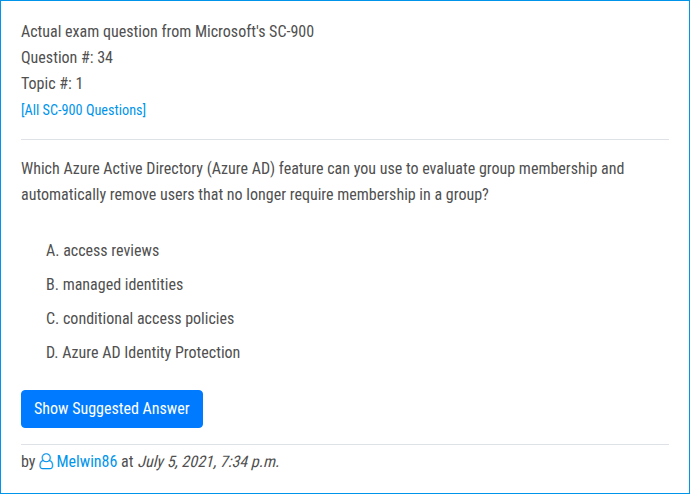 Actual exam question from Microsoft's SC-900
Question #: 34
Topic #: 1
[All SC-900 Questions]
Which Azure Active Directory (Azure AD) feature can you use to evaluate group membership and
automatically remove users that no longer require membership in a group?
A. access reviews
B. managed identities
C. conditional access policies
D. Azure AD Identity Protection
Show Suggested Answer
by Melwin86 at July 5, 2021, 7:34 p.m.